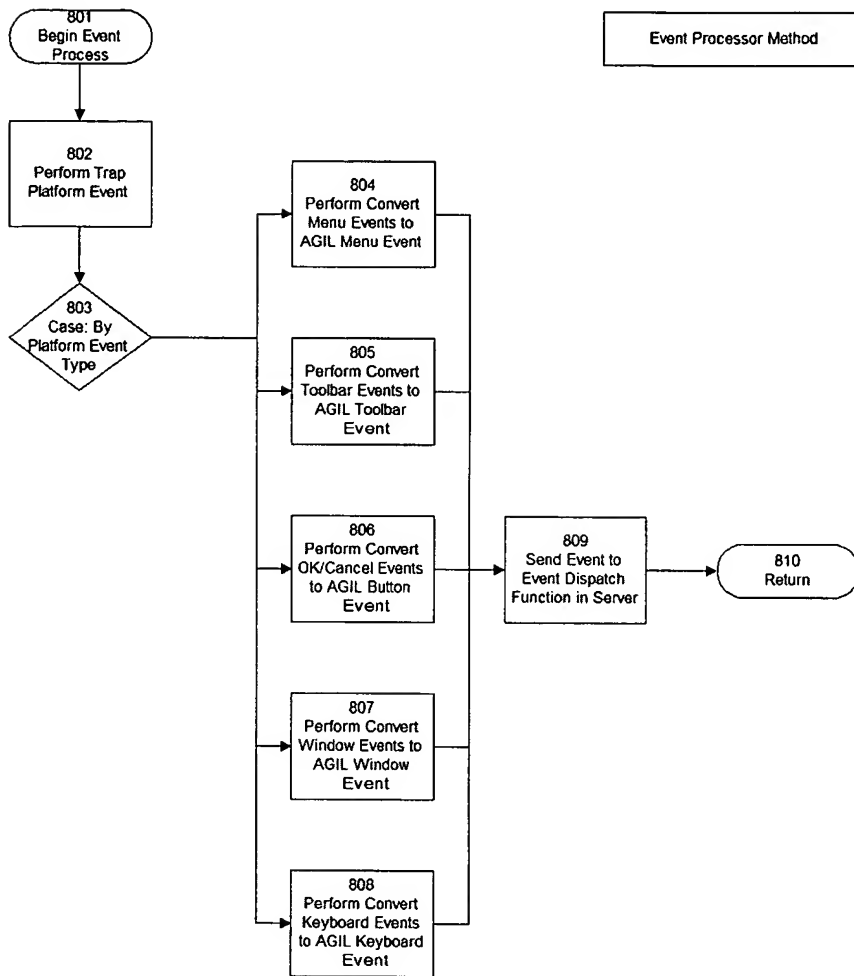 801
Begin Event
Process
Event Processor Method
802
Perform Trap
Platform Event
803
Case: By
Platform Event
Type
804
Perform Convert
Menu Events to
AGIL Menu Event
805
Perform Convert
Toolbar Events to
AGIL Toolbar
Event
806
Perform Convert
OK/Cancel Events
to AGIL Button
Event
807
Perform Convert
Window Events to
AGIL Window
Event
808
Perform Convert
Keyboard Events
to AGIL Keyboard
Event
809
Send Event to
Event Dispatch
Function in Server
810
Return